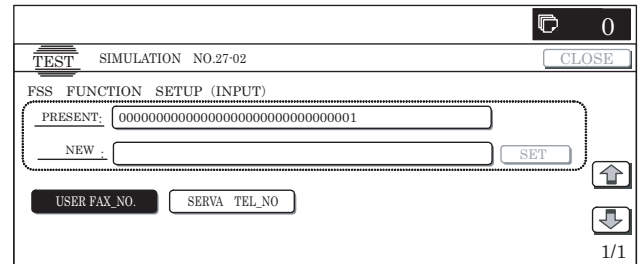 0
TEST SIMULATION NO.27-02 CLOSE
FSS FUNCTION SETUP (INPUT)
PRESENT: 00000000000000000000000000000001
NEW : SET
USER FAX_NO. SERVA TEL_NO
1/1